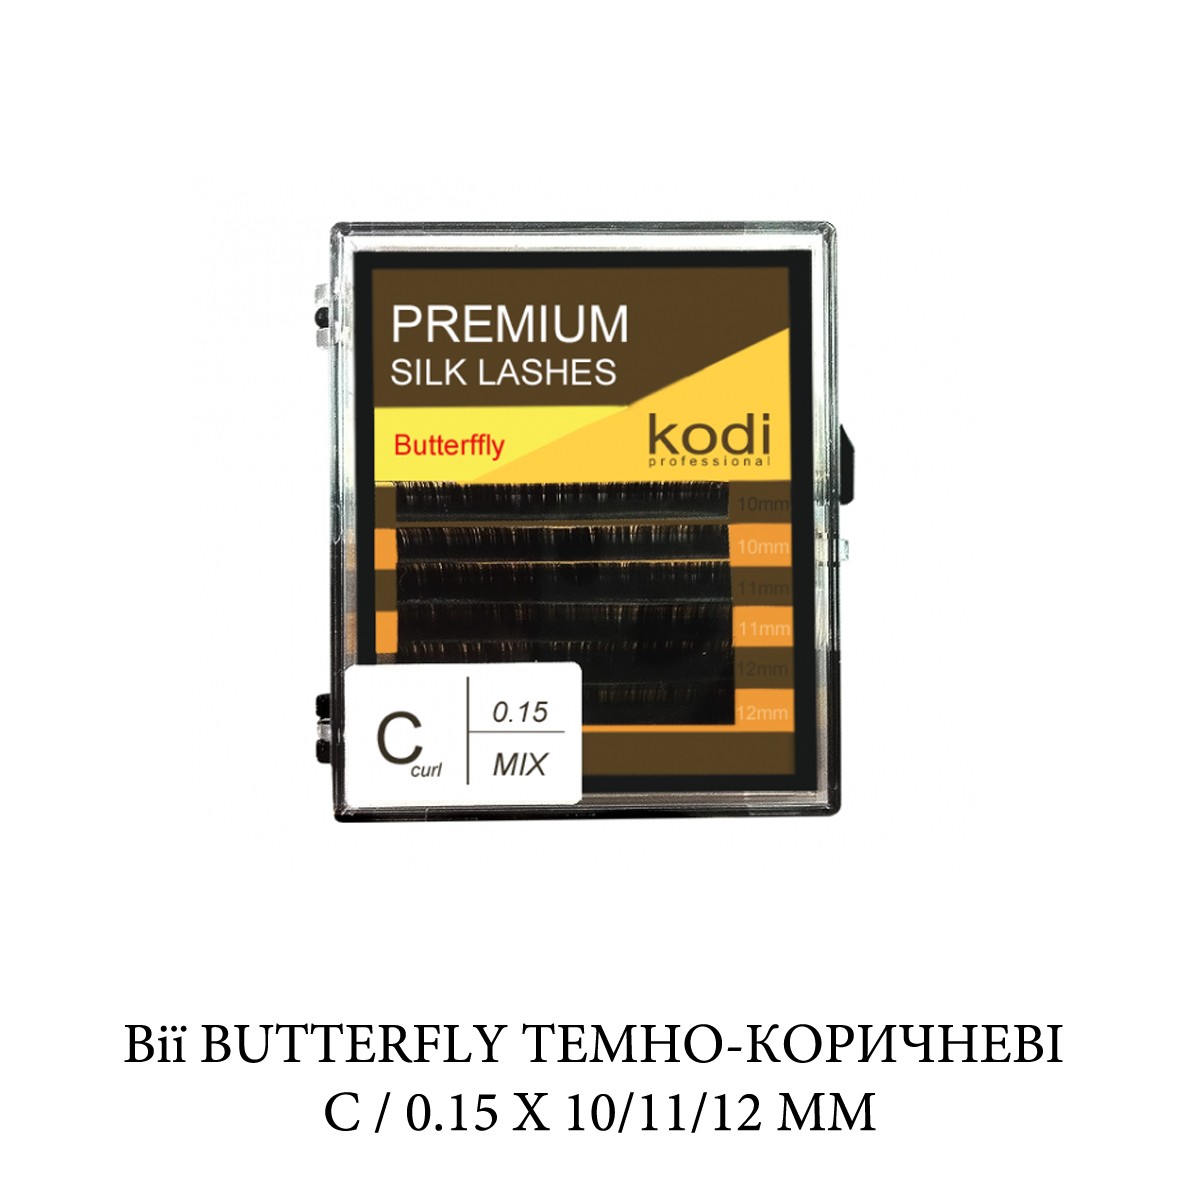 PREMIUM
SILK LASHES
Butterffly
kodi
professional
10mm
10mm
11mm
11mm
12mm
12mm
C curl
0.15
MIX
Вії BUTTERFLY ТЕМНО-КОРИЧНЕВІ
C / 0.15 X 10/11/12 ММ